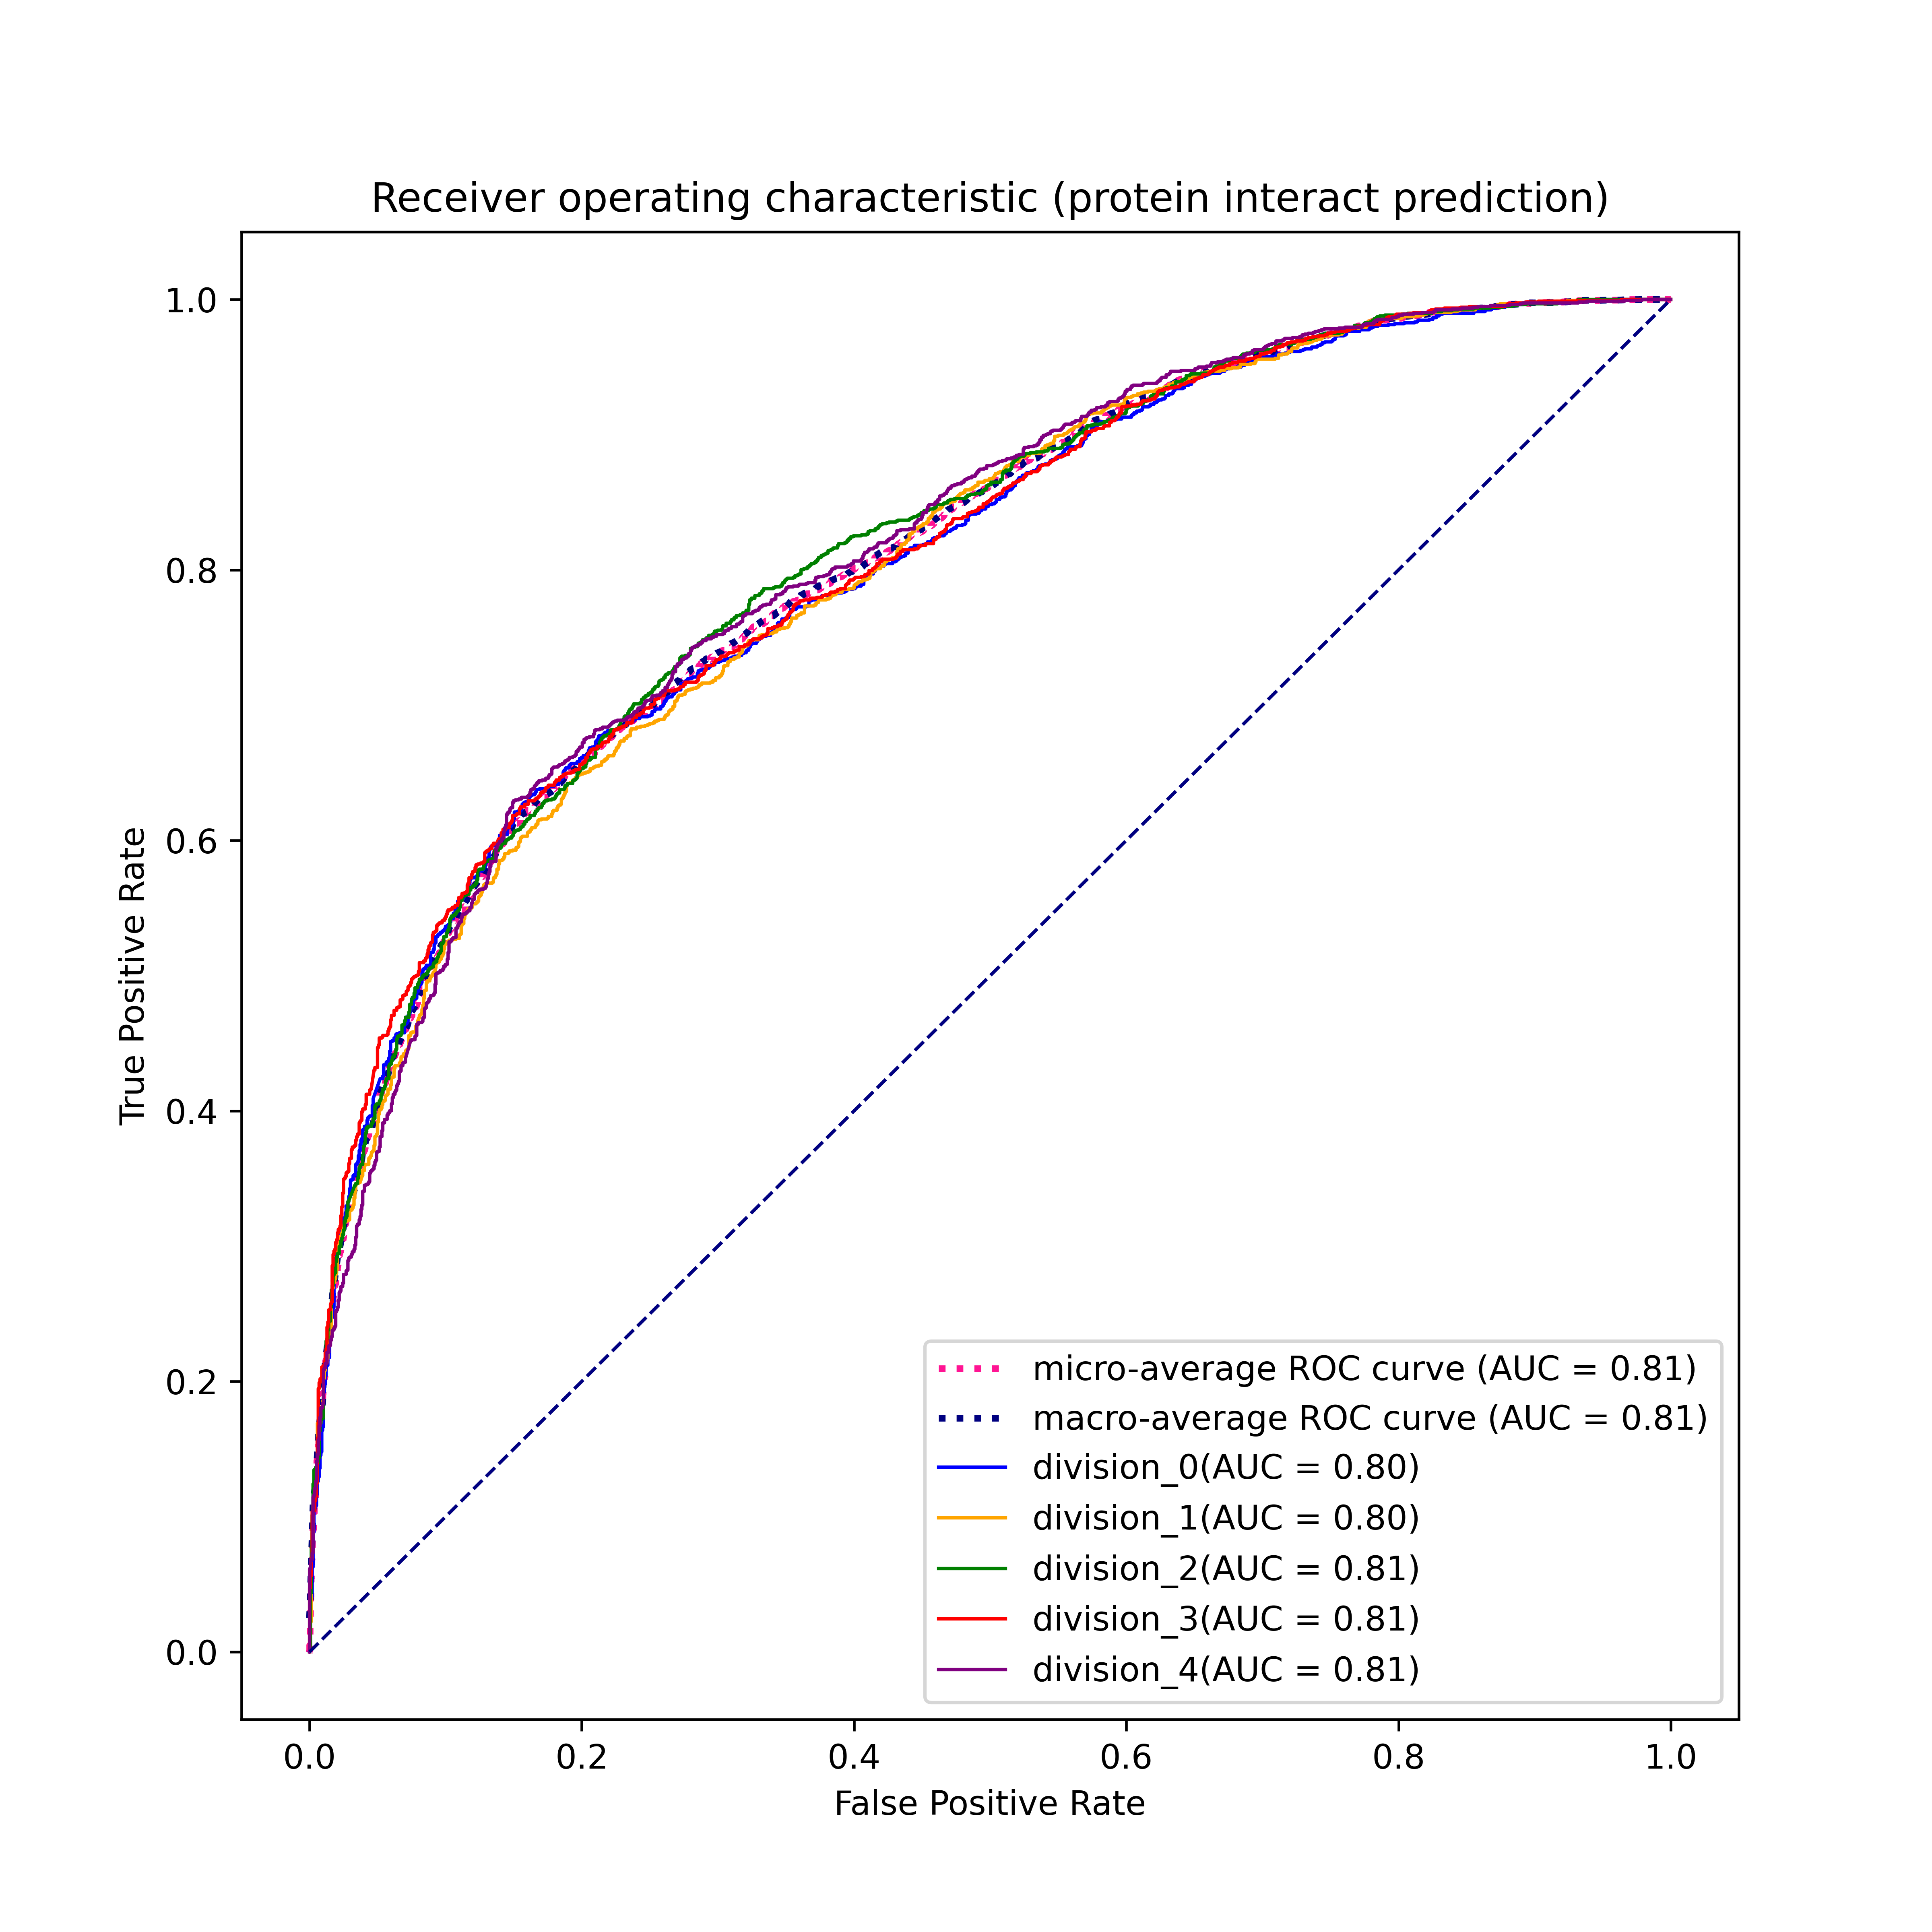 Receiver operating characteristic (protein interact prediction)
1.0
0.8
0.6
0.4
0.2
0.0
True Positive Rate
micro-average ROC curve (AUC = 0.81)
macro-average ROC curve (AUC = 0.81)
division_0(AUC = 0.80)
division_1(AUC = 0.80)
division_2(AUC = 0.81)
division_3(AUC = 0.81)
division_4(AUC = 0.81)
0.0 0.2 0.4 0.6 0.8 1.0
False Positive Rate